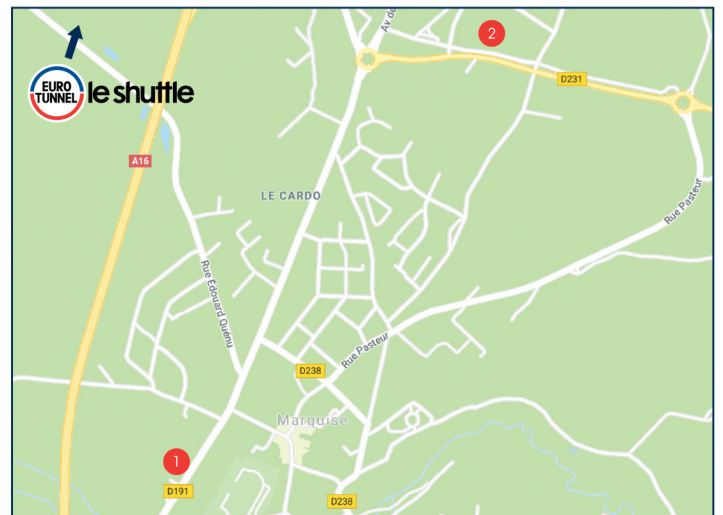 Av de
2
D231
EURO
TUNNEL
le shuttle
A16
LE CARDO
Rue Pasteur
Rue Édouard Quénu
Rue Pasteur
D238
Marquise
1
D191
D238